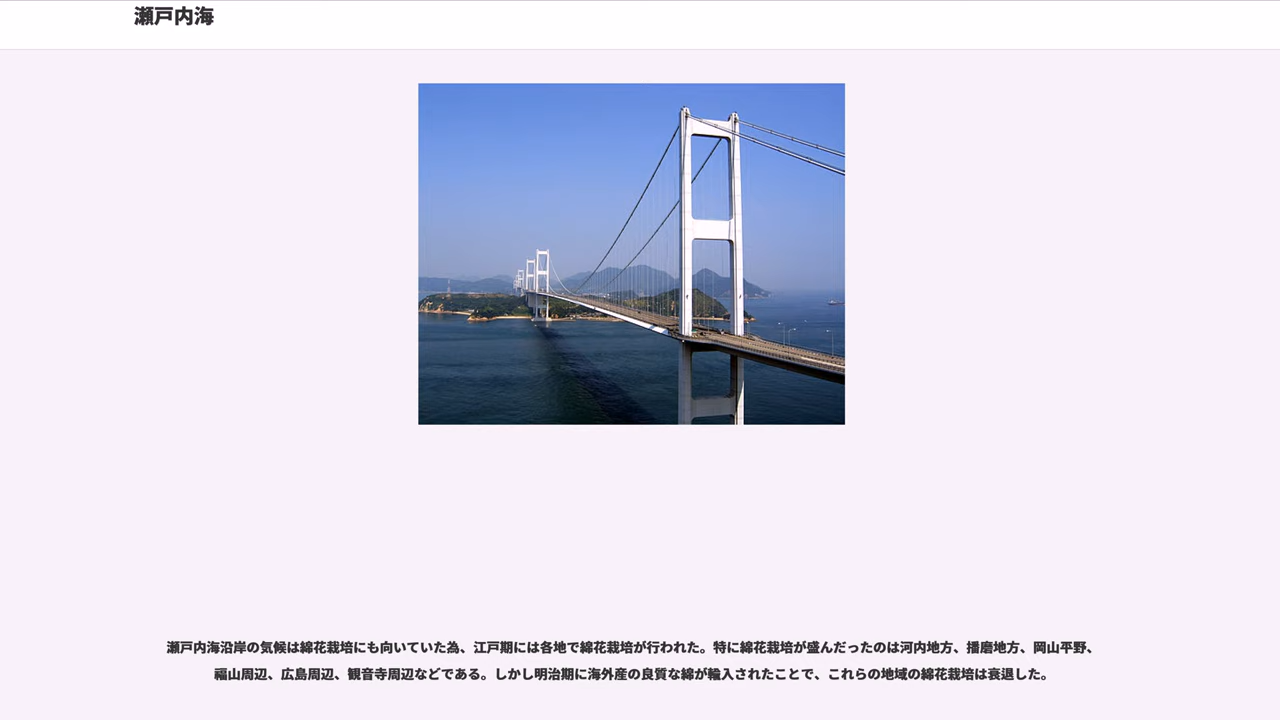 瀬戸内海
瀬戸内海沿岸の気候は綿花栽培にも向いていた為、江戸期には各地で綿花栽培が行われた。特に綿花栽培が盛んだったのは河内地方、播磨地方、岡山平野、
福山周辺、広島周辺、観音寺周辺などである。しかし明治期に海外産の良質な綿が輸入されたことで、これらの地域の綿花栽培は衰退した。